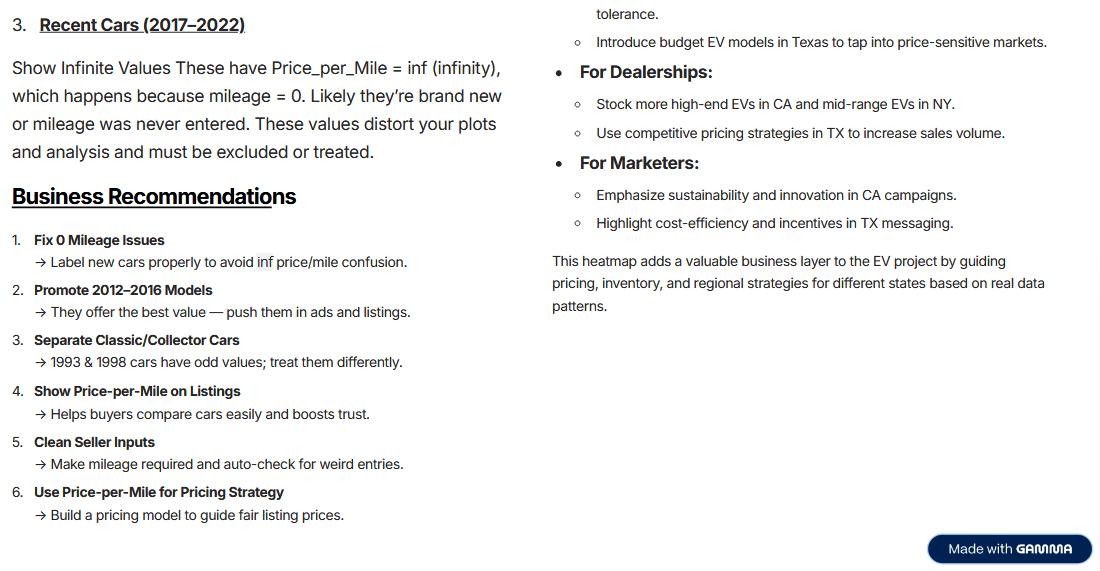 3. Recent Cars (2017–2022)
Show Infinite Values These have Price_per_Mile = inf (infinity),
which happens because mileage = 0. Likely they’re brand new
or mileage was never entered. These values distort your plots
and analysis and must be excluded or treated.
Business Recommendations
1. Fix 0 Mileage Issues
→ Label new cars properly to avoid inf price/mile confusion.
2. Promote 2012–2016 Models
→ They offer the best value — push them in ads and listings.
3. Separate Classic/Collector Cars
→ 1993 & 1998 cars have odd values; treat them differently.
4. Show Price-per-Mile on Listings
→ Helps buyers compare cars easily and boosts trust.
5. Clean Seller Inputs
→ Make mileage required and auto-check for weird entries.
6. Use Price-per-Mile for Pricing Strategy
→ Build a pricing model to guide fair listing prices.
tolerance.
○ Introduce budget EV models in Texas to tap into price-sensitive markets.
• For Dealerships:
○ Stock more high-end EVs in CA and mid-range EVs in NY.
○ Use competitive pricing strategies in TX to increase sales volume.
• For Marketers:
○ Emphasize sustainability and innovation in CA campaigns.
○ Highlight cost-efficiency and incentives in TX messaging.
This heatmap adds a valuable business layer to the EV project by guiding
pricing, inventory, and regional strategies for different states based on real data
patterns.
Made with GAMMA